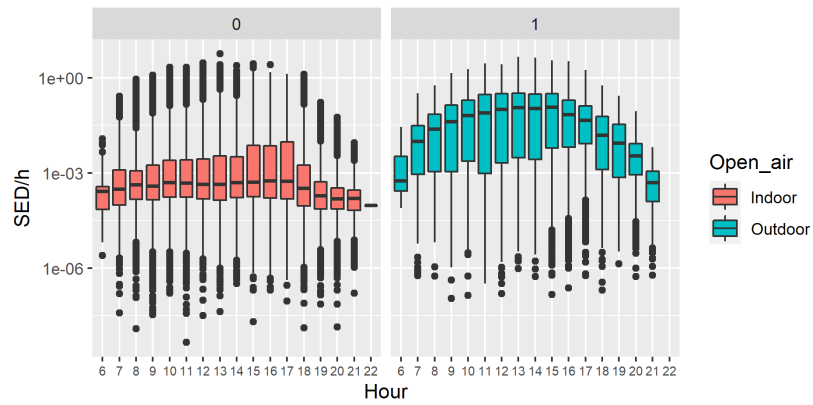 0 1
1e+00
1e-03
1e-06
SED/h
6 7 8 9 10 11 12 13 14 15 16 17 18 19 20 21 22 6 7 8 9 10 11 12 13 14 15 16 17 18 19 20 21 22
Hour
Open_air
Indoor
Outdoor